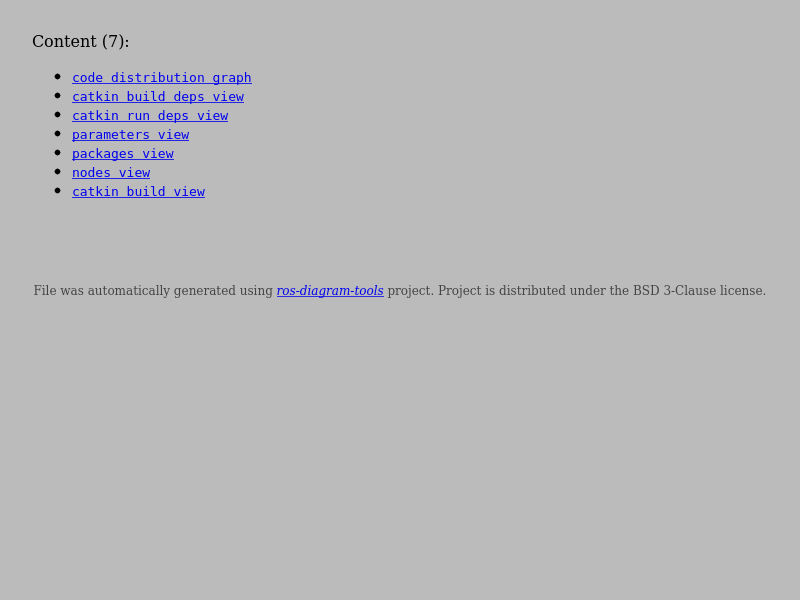 Content (7):
code distribution graph
catkin build deps view
catkin run deps view
parameters view
packages view
nodes view
catkin build view
File was automatically generated using ros-diagram-tools project. Project is distributed under the BSD 3-Clause license.